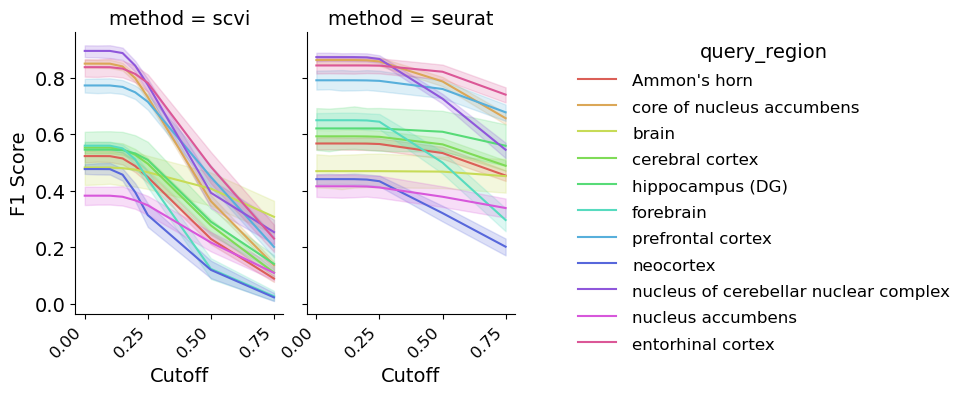 method = scvi
method = seurat
F1 Score
0.8
0.6
0.4
0.2
0.0
0.00
0.25
0.50
0.75
0.00
0.25
0.50
0.75
Cutoff
Cutoff
query_region
Ammon's horn
core of nucleus accumbens
brain
cerebral cortex
hippocampus (DG)
forebrain
prefrontal cortex
neocortex
nucleus of cerebellar nuclear complex
nucleus accumbens
entorhinal cortex